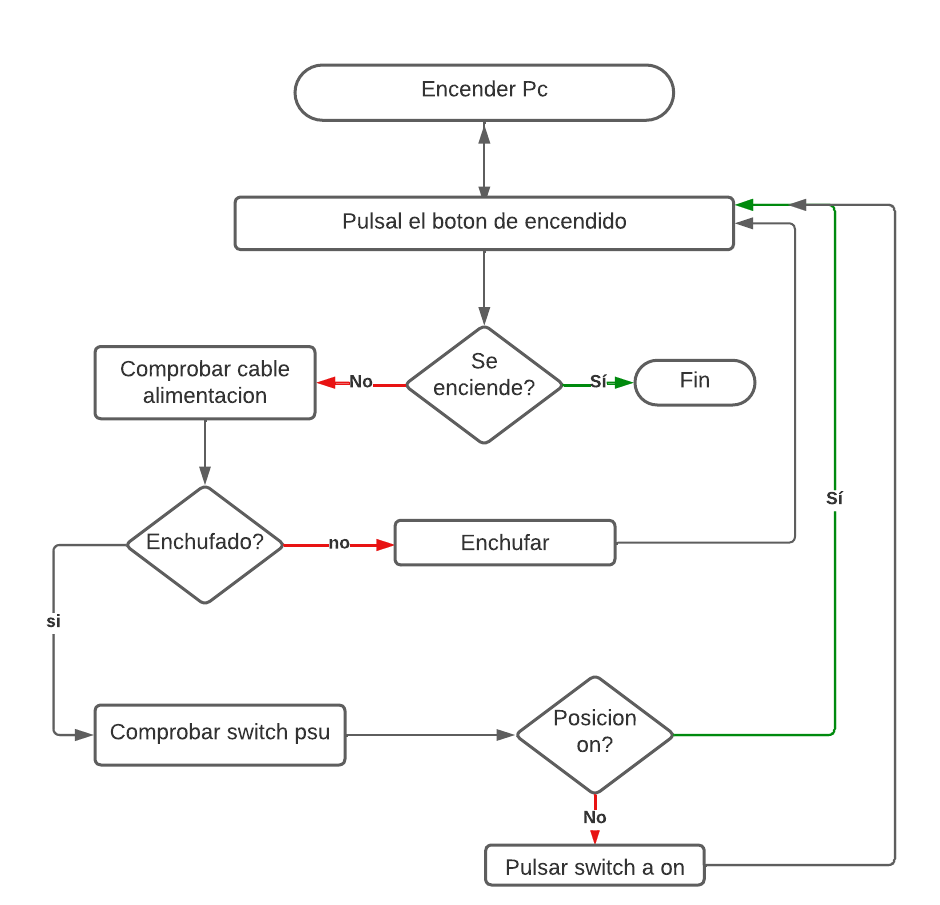 Encender Pc
Pulsal el boton de encendido
Se
enciende?
No
Sí
Fin
Comprobar cable
alimentacion
Sí
Enchufado?
no
Enchufar
si
Comprobar switch psu
Posicion
on?
No
Pulsar switch a on